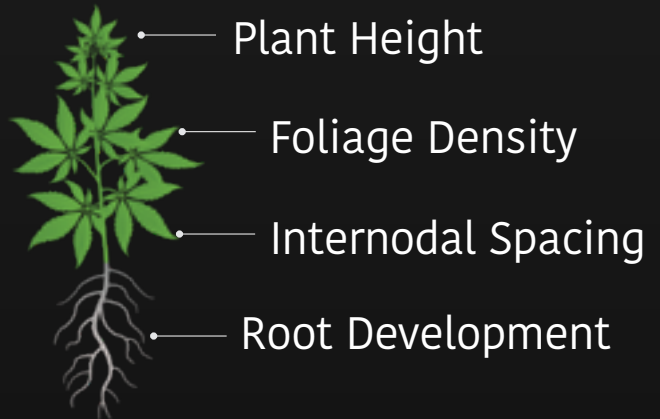 Plant Height
Foliage Density
Internodal Spacing
Root Development